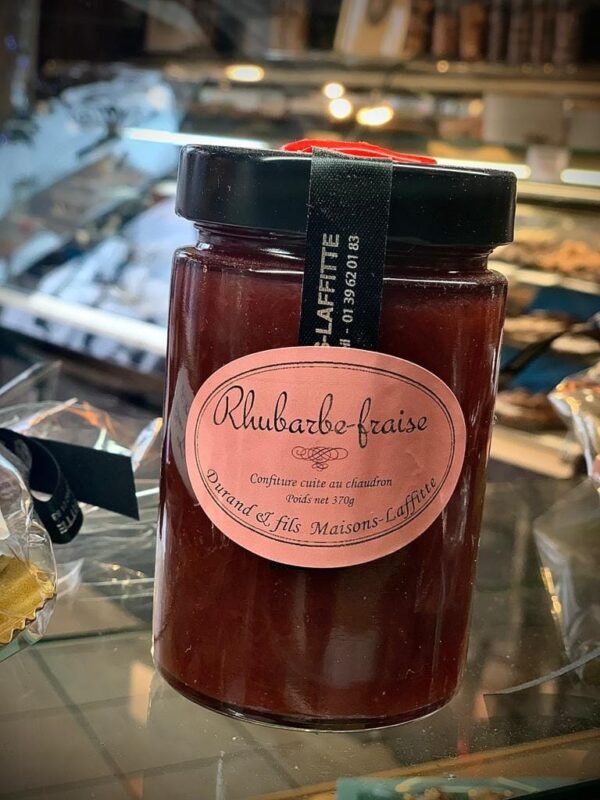 -LAFFITTE
- 01 39 62 01 83
Rhubarbe-fraise
Confiture cuite au chaudron
Poids net 370g
Durand & fils Maisons-Laffitte